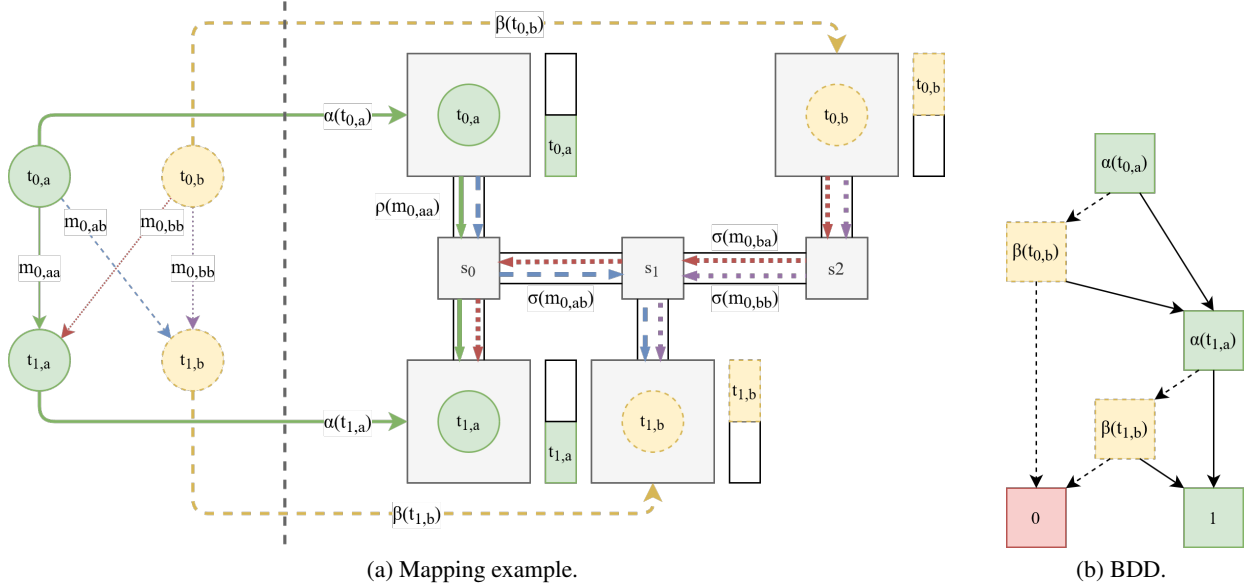 β(t0,b)
t0,b
t0,a
t0,b
α(t0,a)
t0,a
α(t0,a)
t0,a
t0,b
ρ(m0,aa)
β(t0,b)
m0,ab
m0,bb
σ(m0,ba)
m0,aa
m0,bb
s0
s1
s2
σ(m0,ab)
σ(m0,bb)
α(t1,a)
t1,a
t1,b
t1,b
α(t1,a)
t1,a
t1,b
β(t1,b)
t1,a
0
1
β(t1,b)
(a) Mapping example.
(b) BDD.